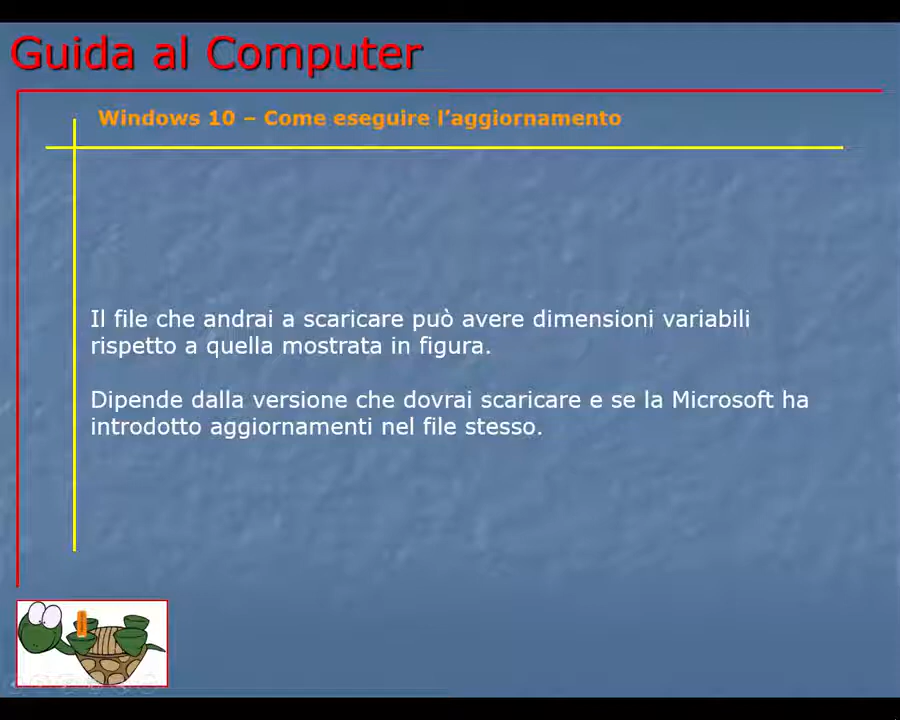 Guida al Computer
Windows 10 – Come eseguire l’aggiornamento
Il file che andrai a scaricare può avere dimensioni variabili
rispetto a quella mostrata in figura.
Dipende dalla versione che dovrai scaricare e se la Microsoft ha
introdotto aggiornamenti nel file stesso.